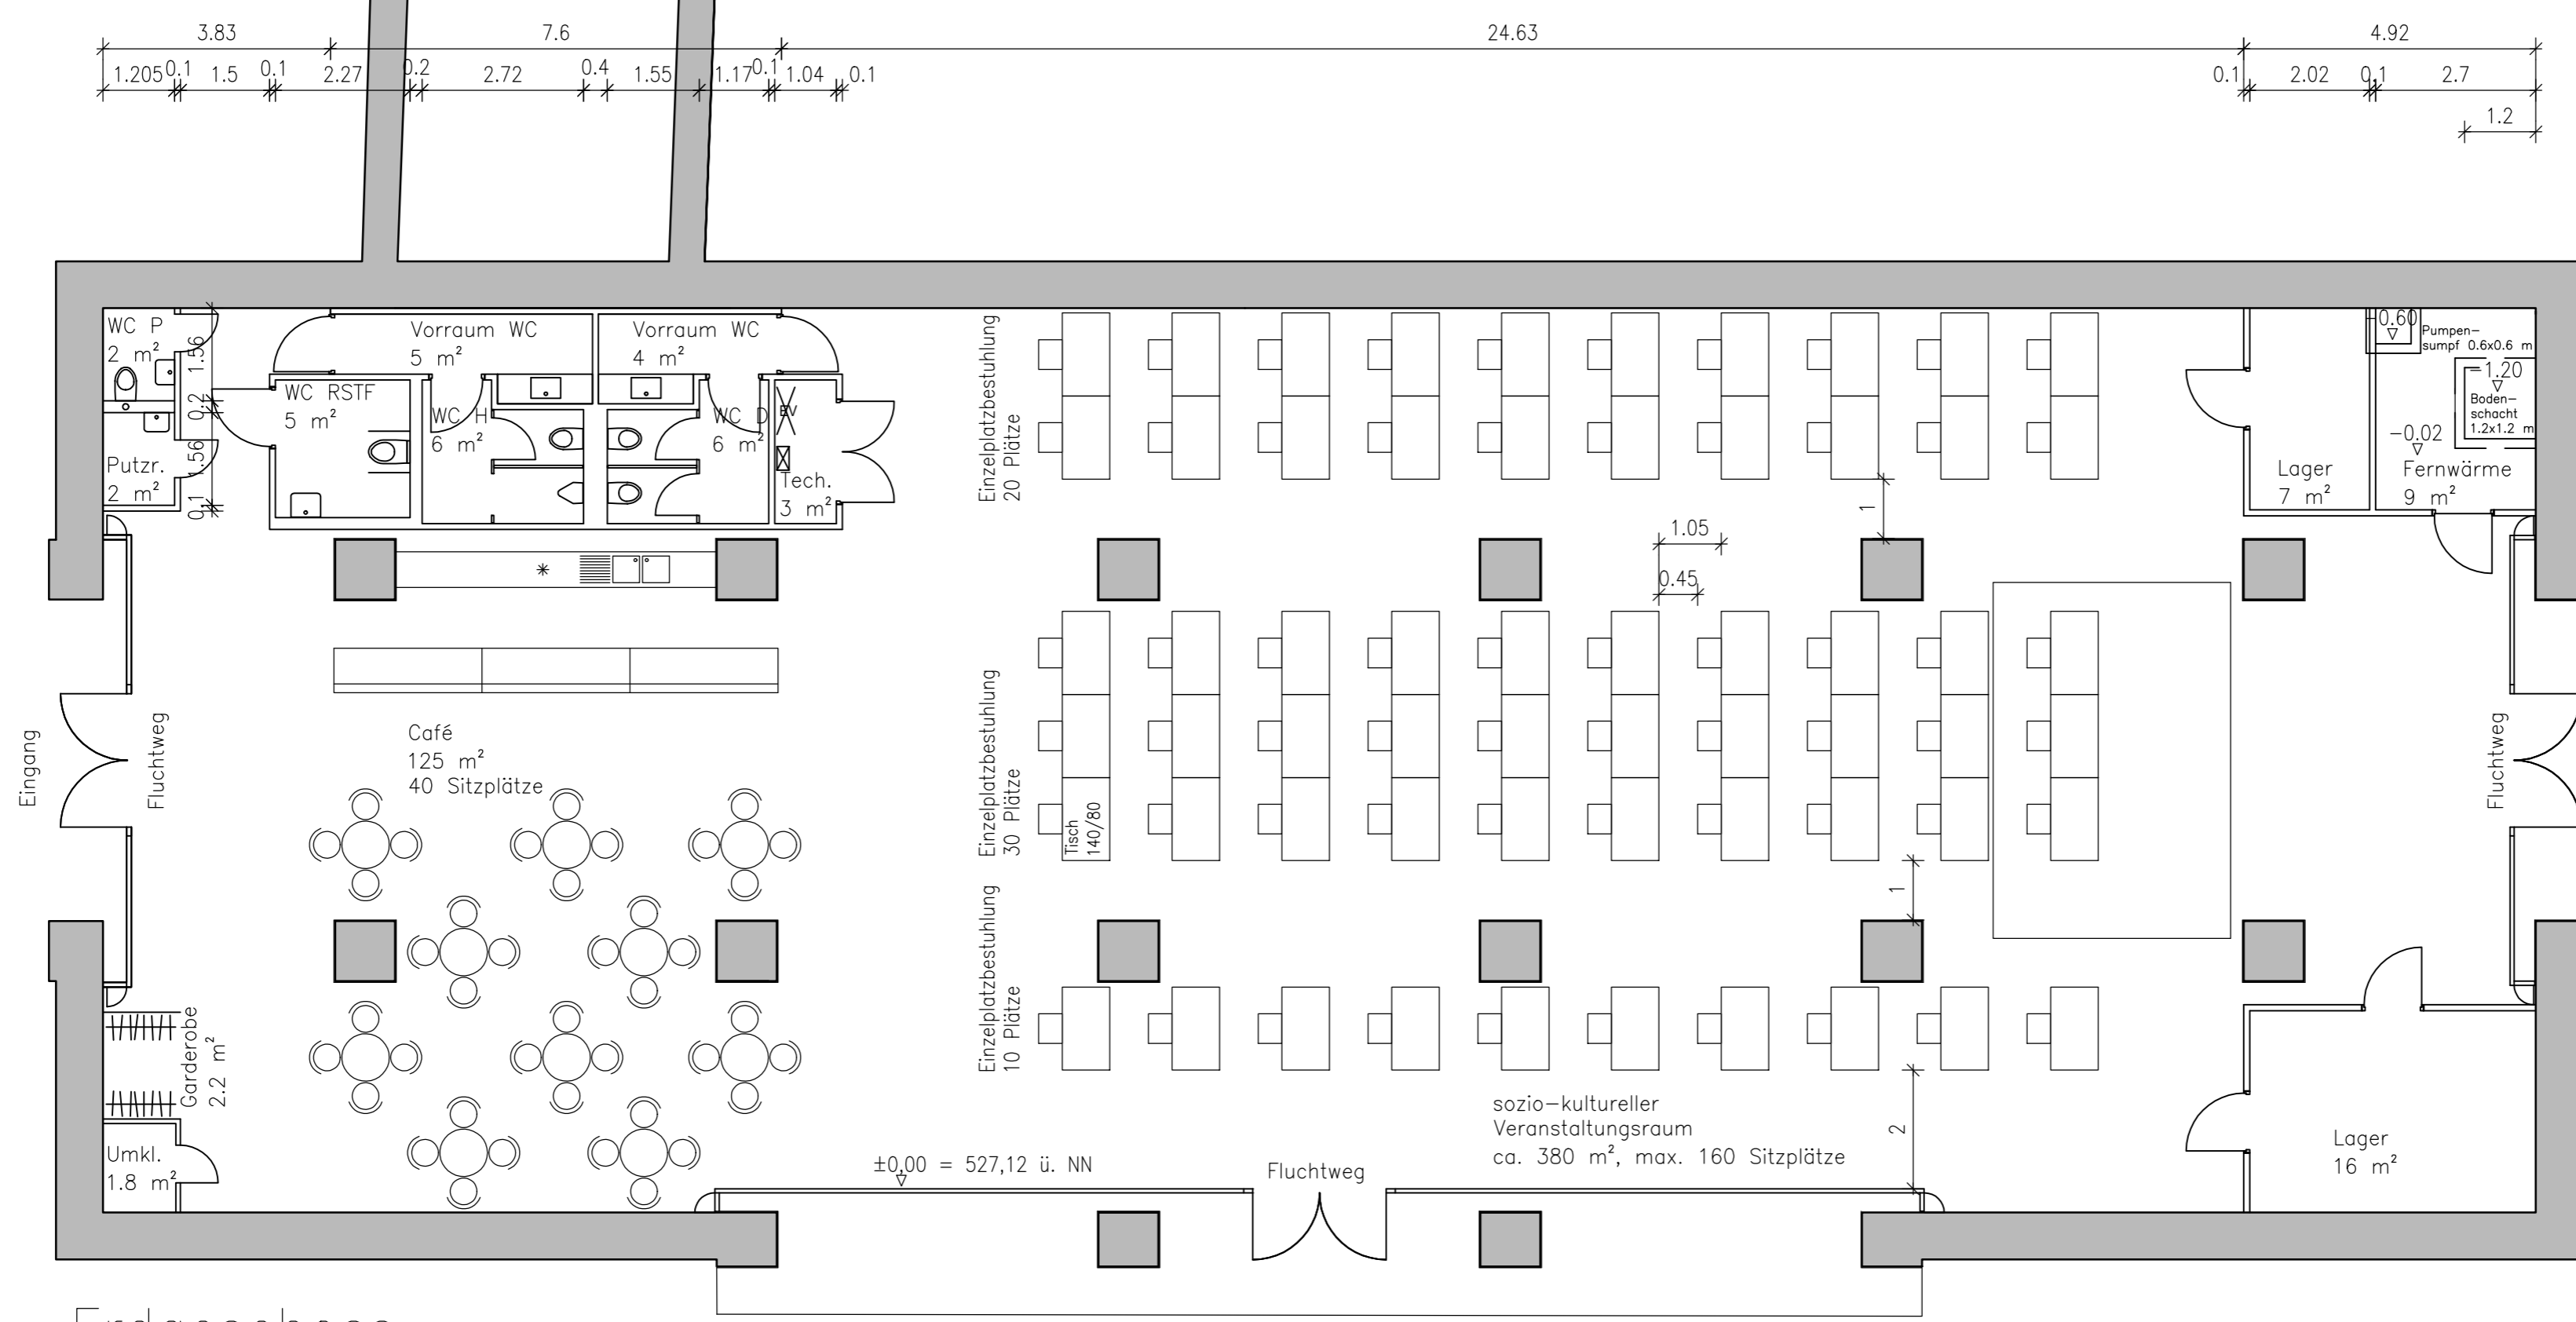 3.83
7.6
24.63
4.92
1.205
0.1
1.5
0.1
2.27
0.2
2.72
0.4
1.55
1.17
0.1
1.04
0.1
0.1
2.02
0.1
2.7
1.2
WC P
2 m²
1.56
0.2
1.56
0.1
Putzr.
2 m²
Vorraum WC
5 m²
Vorraum WC
4 m²
WC RSTF
5 m²
WC H
6 m²
WC D
6 m²
EV
Tech.
3 m²
Einzelplatzbestuhlung
20 Plätze
1
1.05
0.45
-0.60
Pumpen-
sumpf 0.6x0.6 m
-1.20
Boden-
schacht
1.2x1.2 m
-0.02
Lager
7 m²
Fernwärme
9 m²
Eingang
Fluchtweg
Café
125 m²
40 Sitzplätze
Einzelplatzbestuhlung
30 Plätze
Tisch
140/80
1
Fluchtweg
Einzelplatzbestuhlung
10 Plätze
Garderobe
2.2 m²
Umkl.
1.8 m²
±0,00 = 527,12 ü. NN
Fluchtweg
sozio-kultureller
Veranstaltungsraum
ca. 380 m², max. 160 Sitzplätze
2
Lager
16 m²